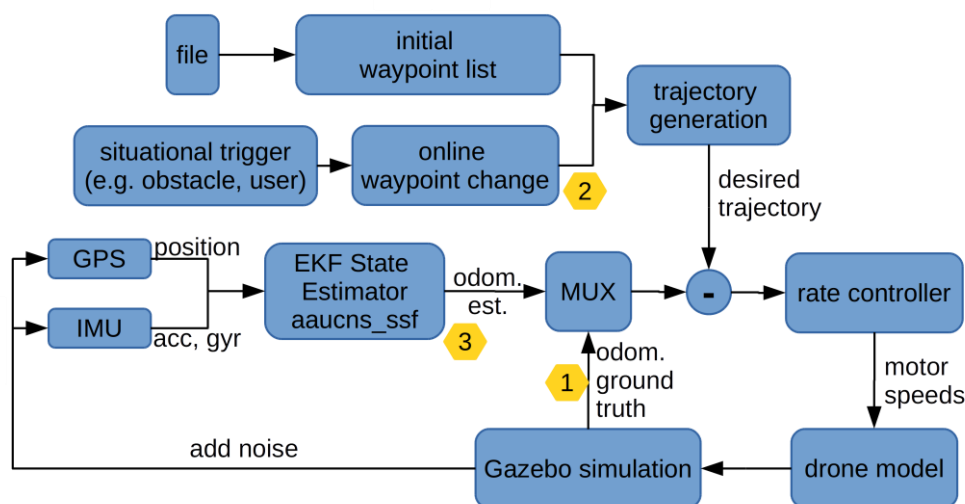 file
initial
waypoint list
trajectory
generation
situational trigger
(e.g. obstacle, user)
online
waypoint change
2
desired
trajectory
GPS
position
IMU
acc, gyr
EKF State
Estimator
aaucns_ssf
3
odom.
est.
MUX
-
rate controller
1
odom.
ground
truth
motor
speeds
add noise
Gazebo simulation
drone model